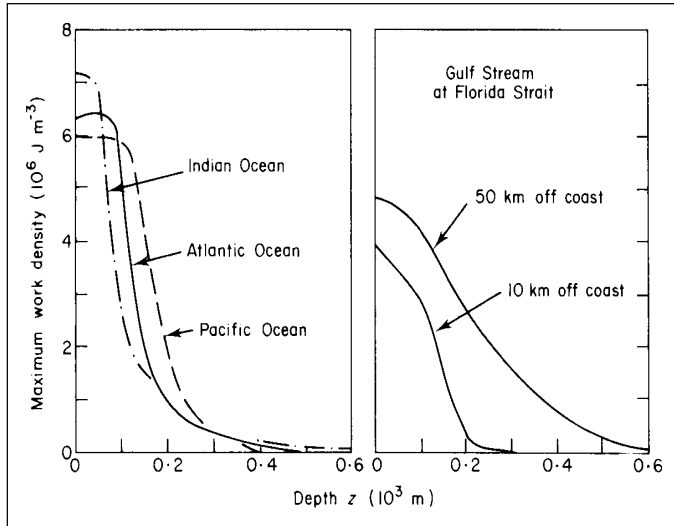 Maximum work density (10⁶ J m⁻³)
8
6
4
2
0
Indian Ocean
Atlantic Ocean
Pacific Ocean
0·2
0·4
0·6
Gulf Stream
at Florida Strait
50 km off coast
10 km off coast
0
0·2
0·4
0·6
Depth z (10³ m)